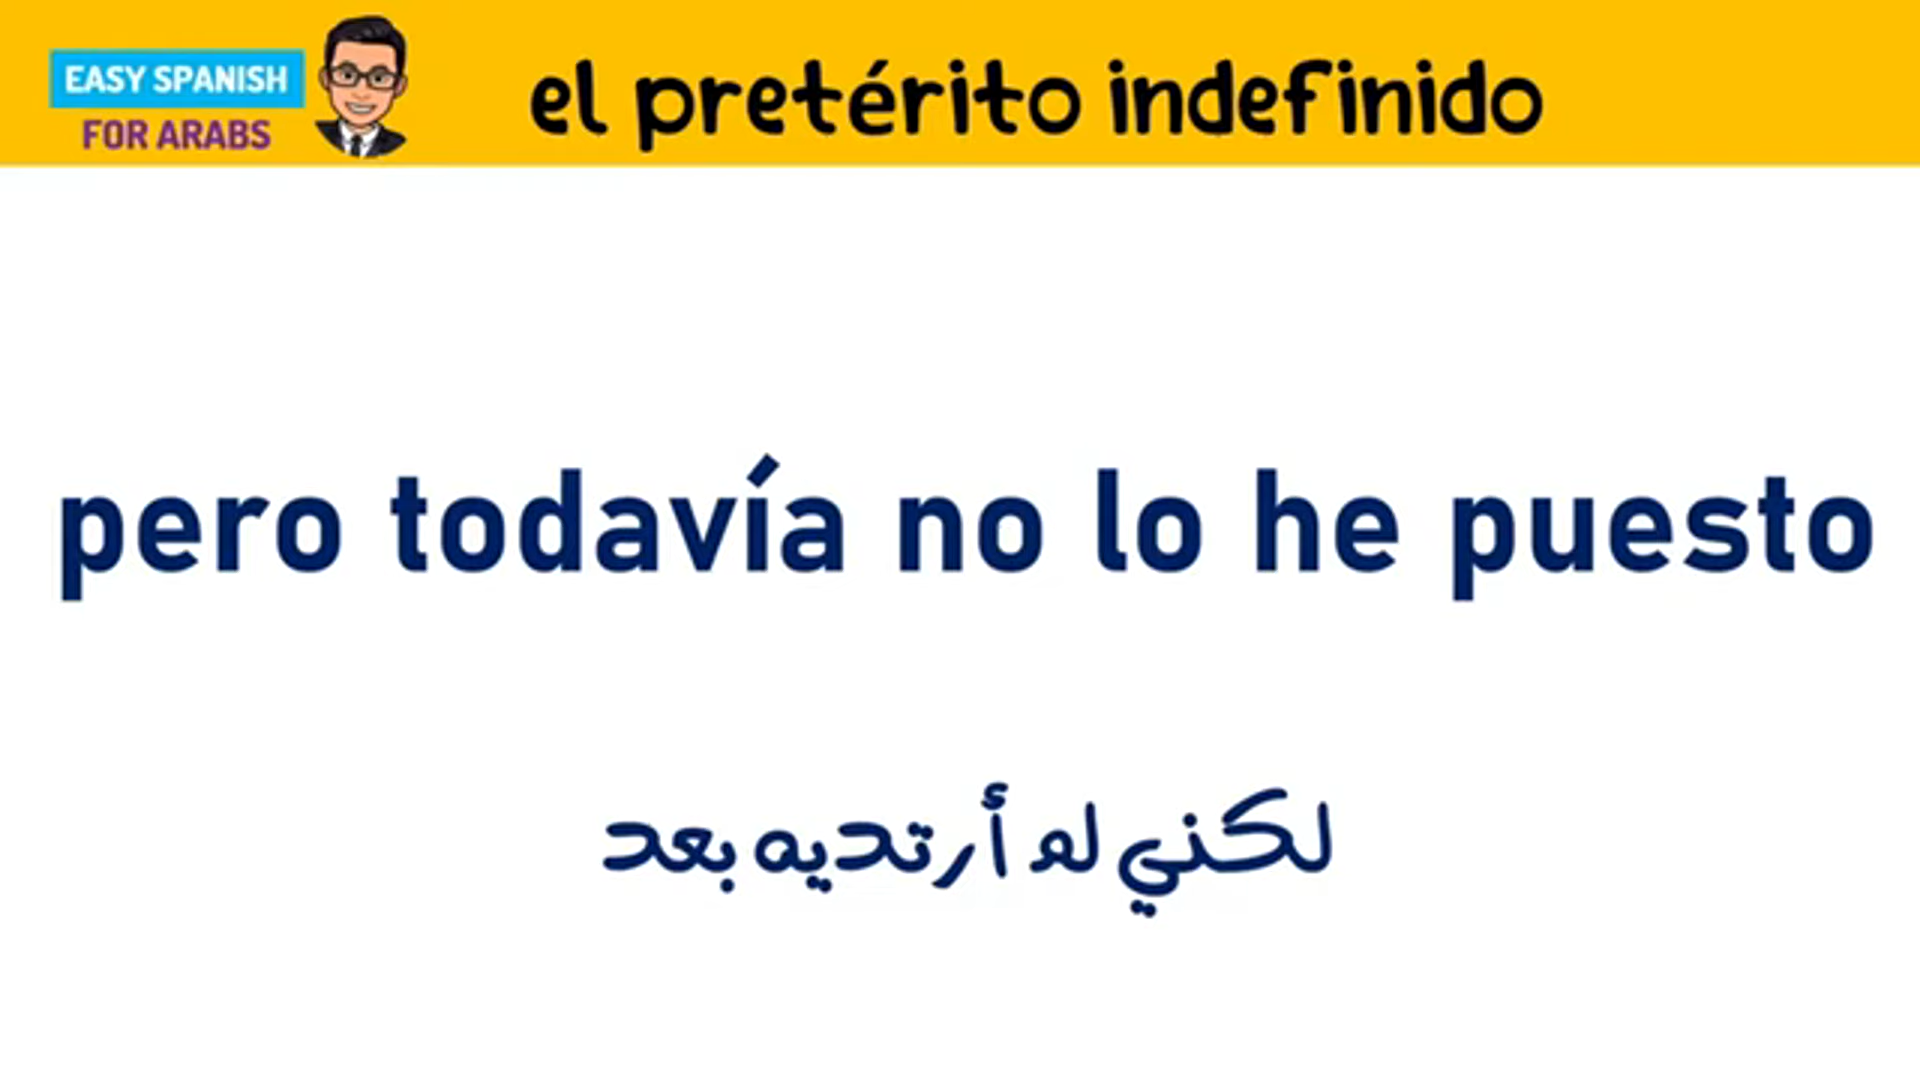 EASY SPANISH
FOR ARABS
el pretérito indefinido
pero todavía no lo he puesto
لكني لم أرتديه بعد